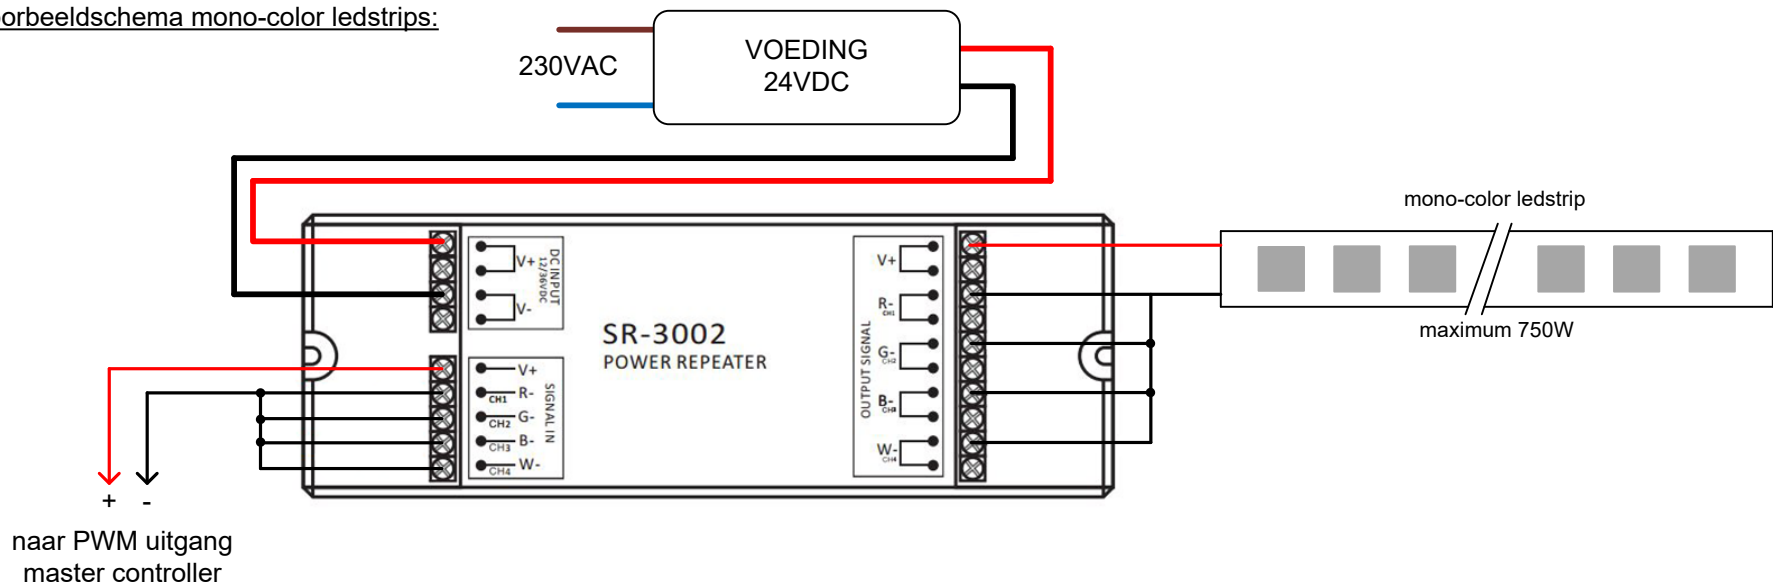 orbeeldschema mono-color ledstrips:
230VAC
VOEDING
24VDC
mono-color ledstrip
maximum 750W
V+
V-
DC INPUT
12/36VDC
SR-3002
POWER REPEATER
V+
CH1 R-
CH2 G-
CH3 B-
CH4 W-
SIGNAL IN
OUTPUT SIGNAL
V+
R-
CH1
G-
CH2
B-
CH3
W-
CH4
+ -
naar PWM uitgang
master controller